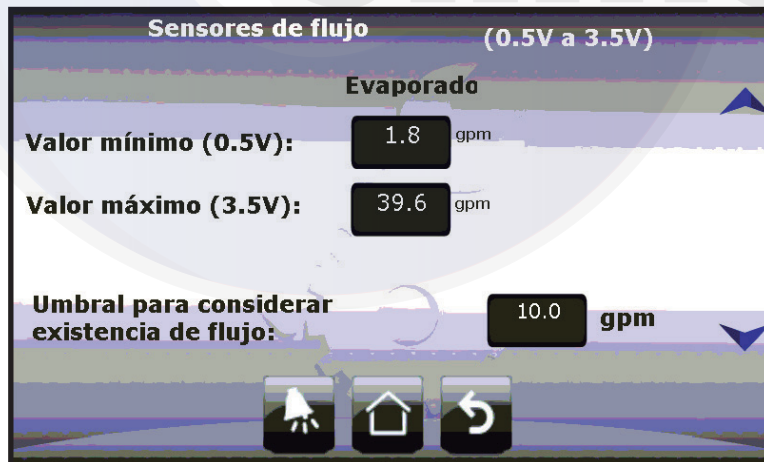 Sensores de flujo (0.5V a 3.5V)
Evaporado
Valor mínimo (0.5V): 1.8 gpm
Valor máximo (3.5V): 39.6 gpm
Umbral para considerar
existencia de flujo: 10.0 gpm